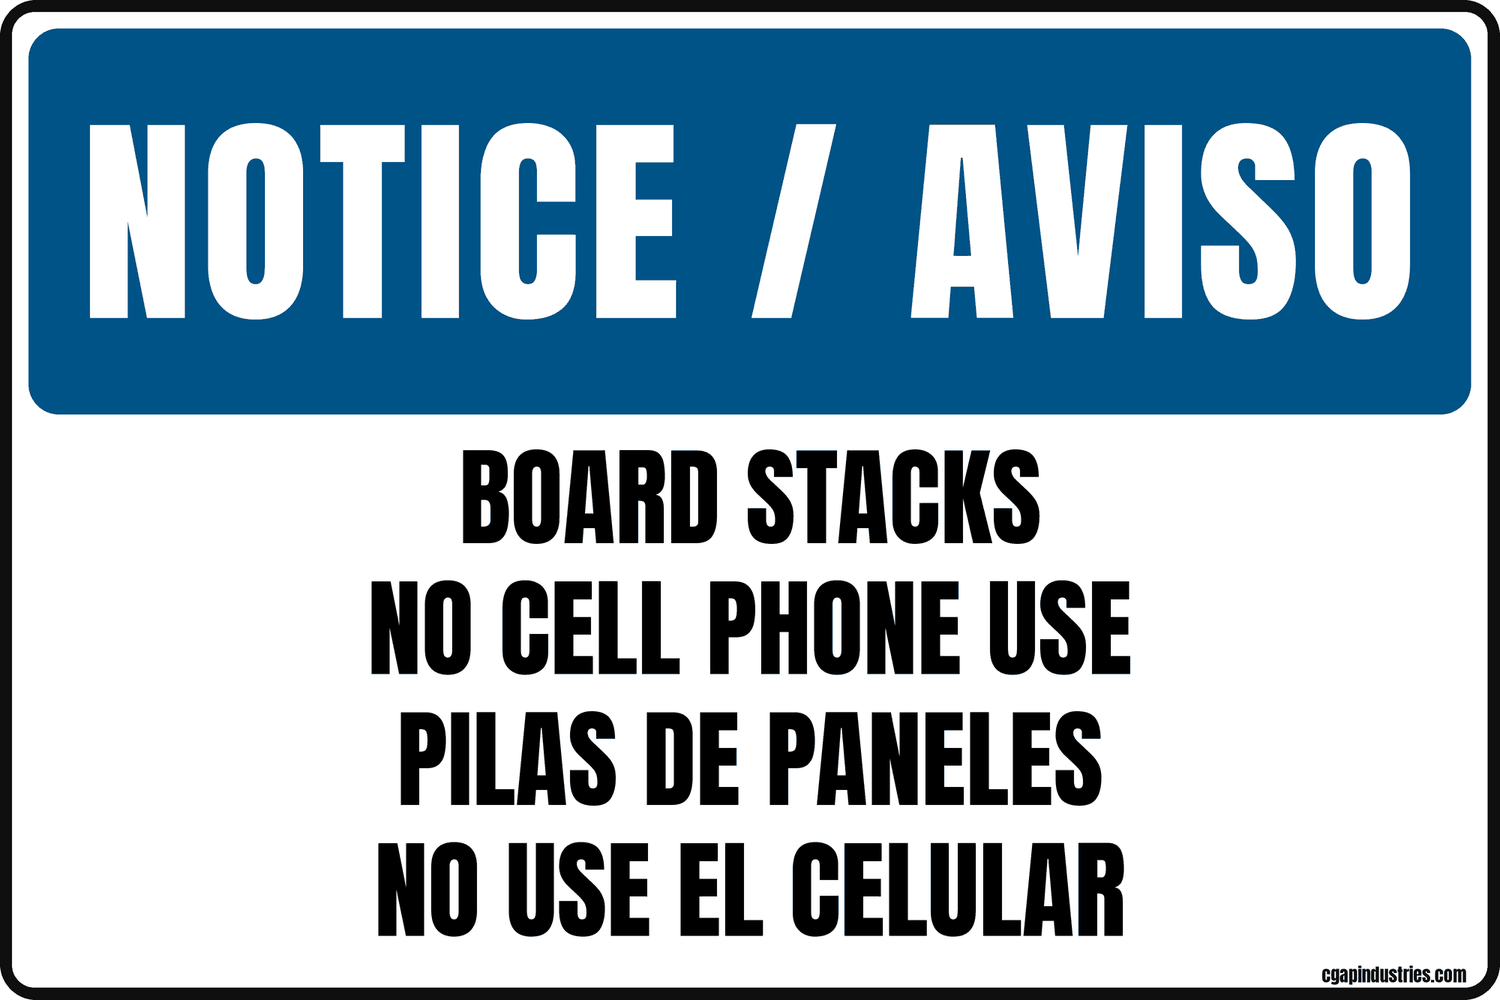 NOTICE / AVISO
BOARD STACKS
NO CELL PHONE USE
PILAS DE PANELES
NO USE EL CELULAR
cgapindustries.com